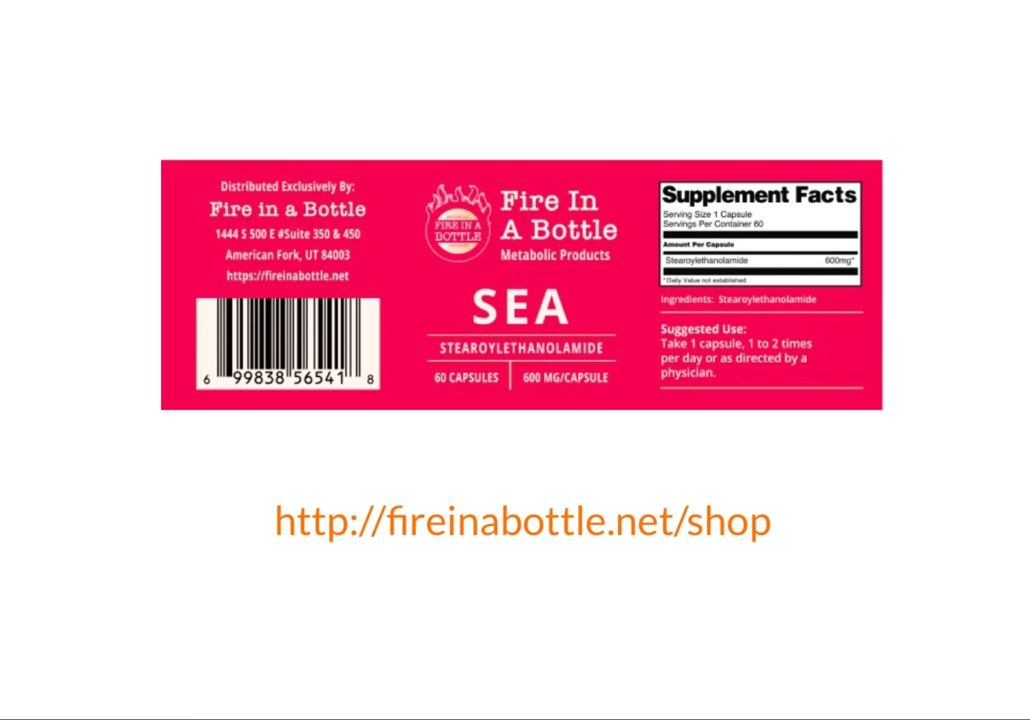 Distributed Exclusively By:
Fire in a Bottle
1444 S 500 E #Suite 350 & 450
American Fork, UT 84003
https://fireinabottle.net
6 99838 56541 8
FIRE IN A
BOTTLE
Fire In
A Bottle
Metabolic Products
SEA
STEAROYLETHANOLAMIDE
60 CAPSULES
600 MG/CAPSULE
Supplement Facts
Serving Size 1 Capsule
Servings Per Container 60
Amount Per Capsule
Stearoylethanolamide 600mg*
*Daily Value not established.
Ingredients: Stearoylethanolamide
Suggested Use:
Take 1 capsule, 1 to 2 times
per day or as directed by a
physician.
http://fireinabottle.net/shop